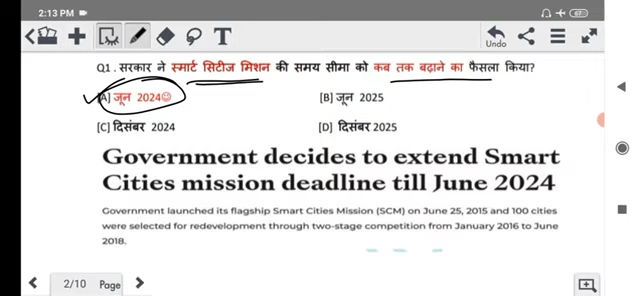 2:13 PM
67
Undo
Q1. सरकार ने स्मार्ट सिटीज मिशन की समय सीमा को कब तक बढ़ाने का फैसला किया?
[A] जून 2024☺
[B] जून 2025
[C] दिसंबर 2024
[D] दिसंबर 2025
Government decides to extend Smart
Cities mission deadline till June 2024
Government launched its flagship Smart Cities Mission (SCM) on June 25, 2015 and 100 cities
were selected for redevelopment through two-stage competition from January 2016 to June
2018.
2/10 Page